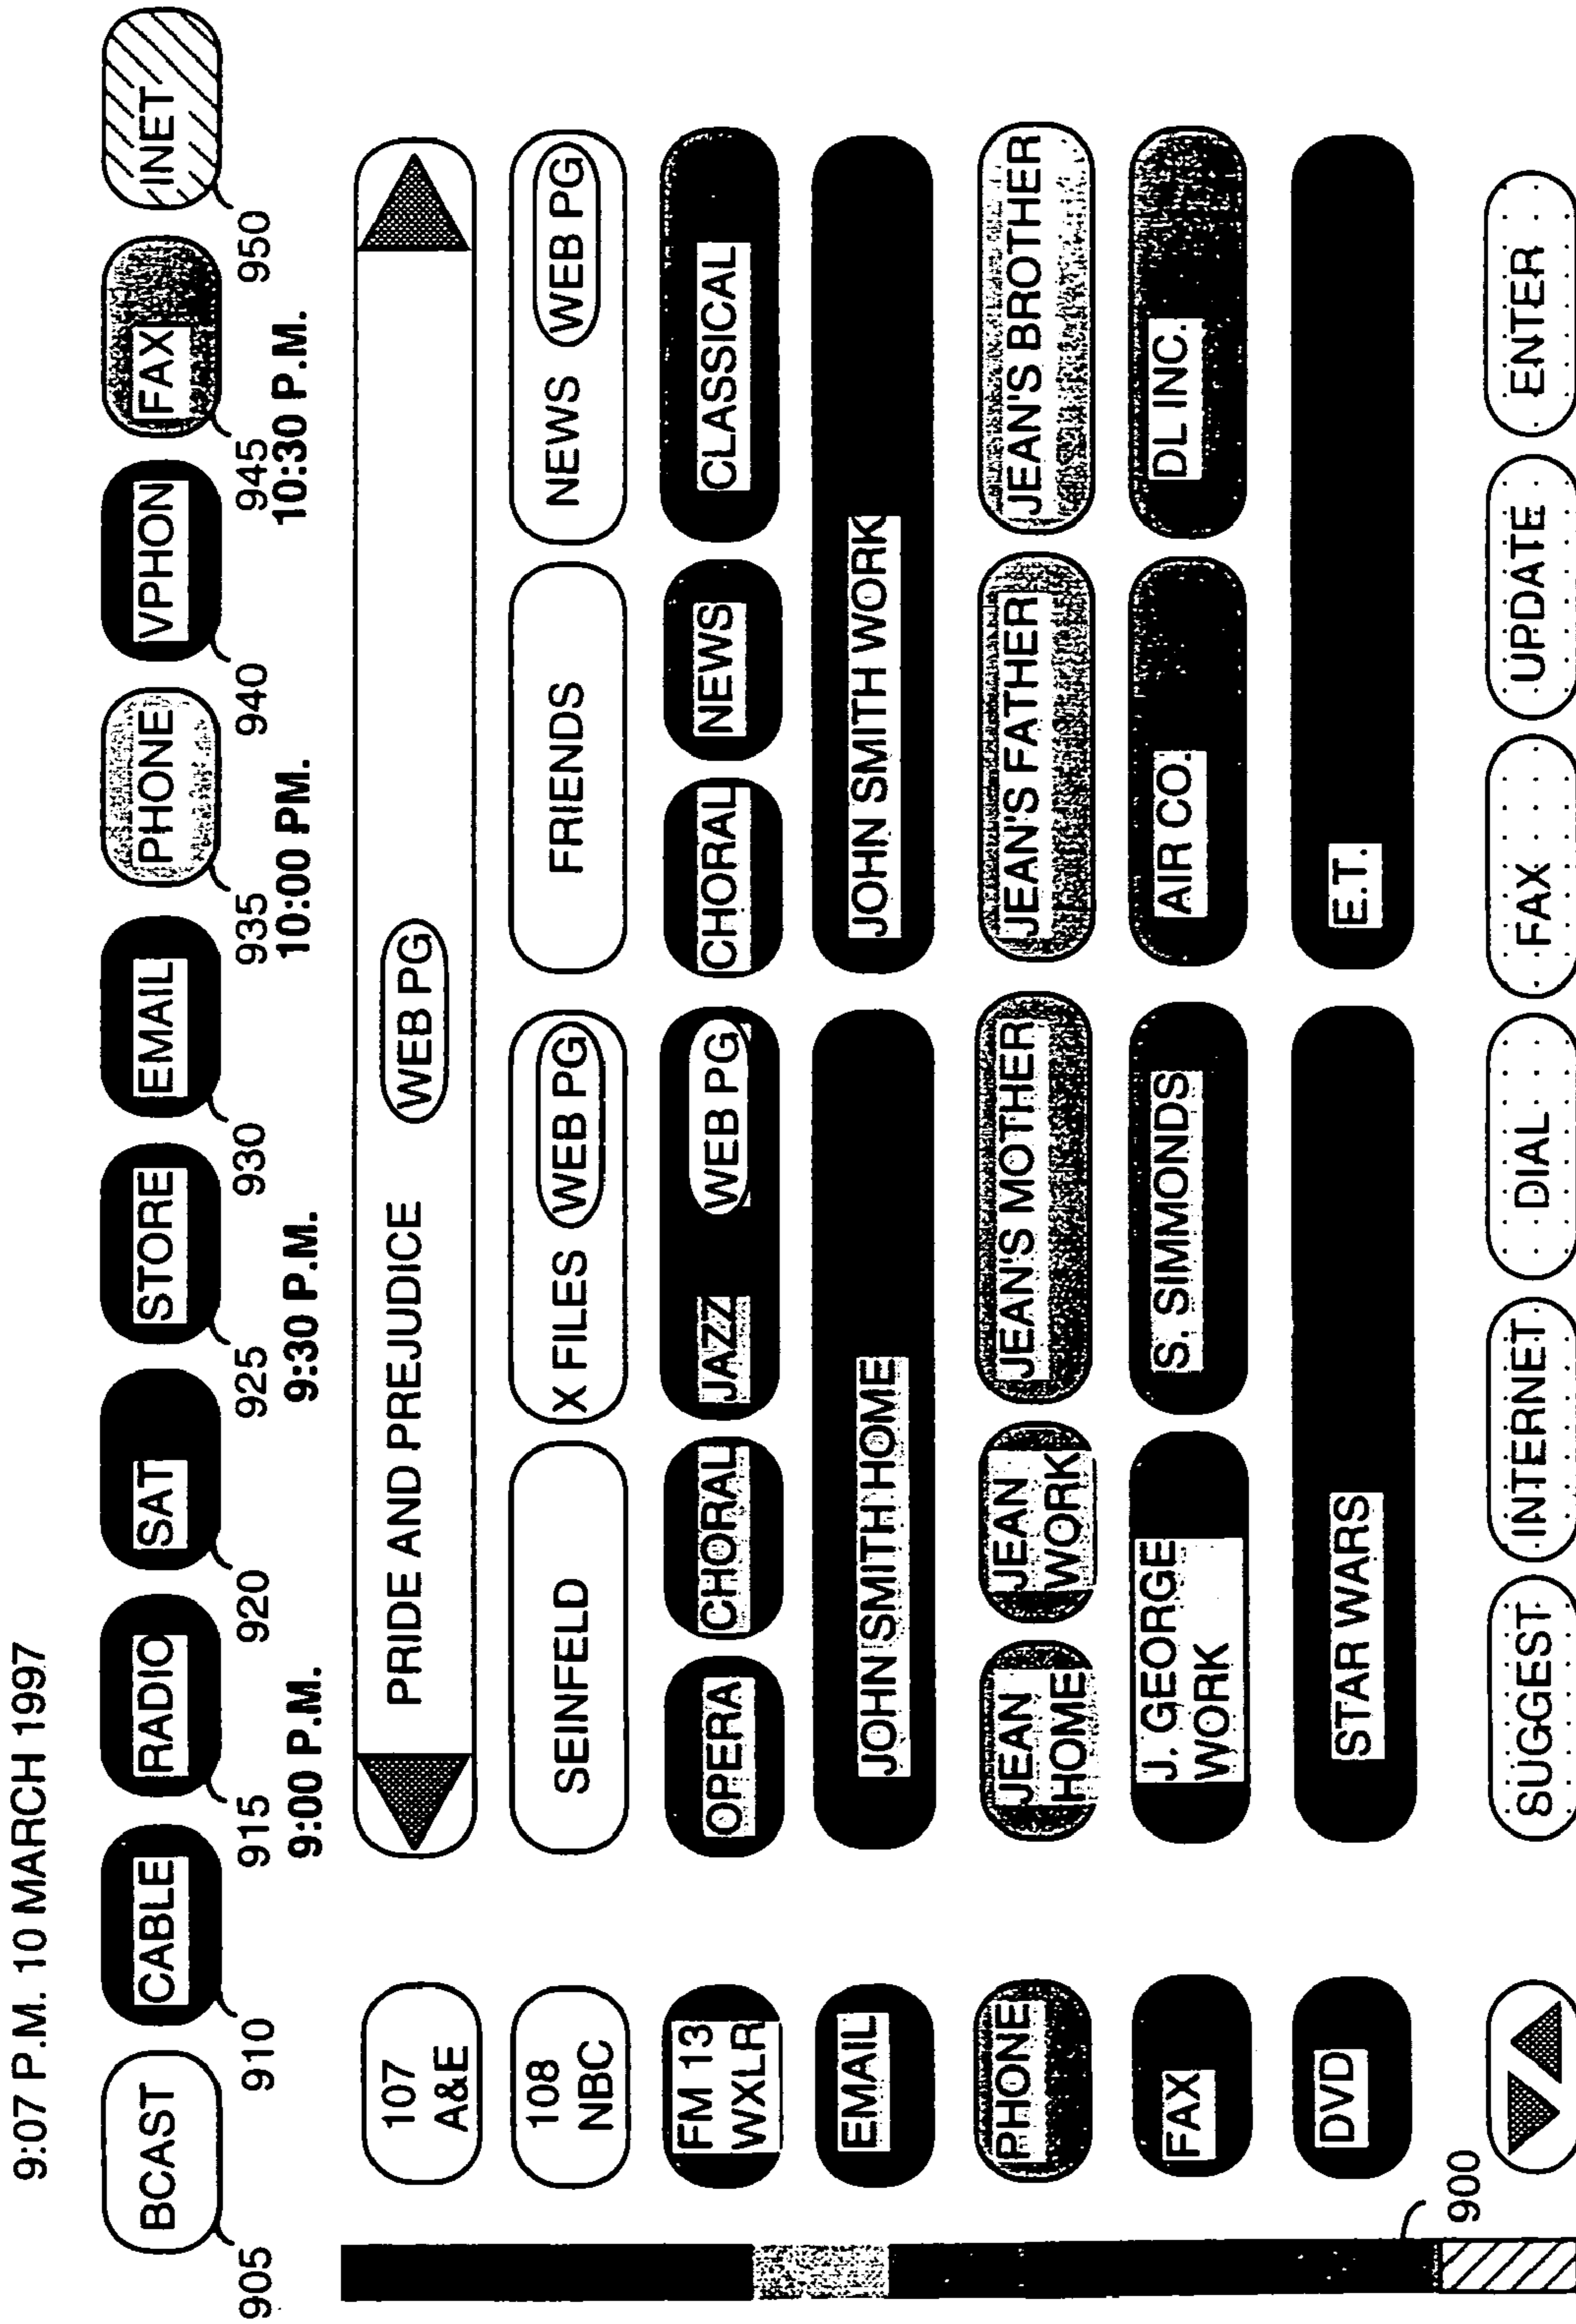 9:07 P.M. 10 MARCH 1997
BCAST CABLE RADIO SAT STORE EMAIL PHONE VPHON FAX INET
905 910 915 920 925 930 935 940 945 950
9:00 P.M. 9:30 P.M. 10:00 PM. 10:30 P.M.
107 PRIDE AND PREJUDICE WEB PG
A&E
108 SEINFELD X FILES WEB PG FRIENDS NEWS WEB PG
NBC
FM 13 OPERA CHORAL JAZZ WEB PG CHORAL NEWS CLASSICAL
WXLR
EMAIL JOHN SMITH HOME JOHN SMITH WORK
PHONE JEAN JEAN JEAN'S MOTHER JEAN'S FATHER JEAN'S BROTHER
HOME WORK
FAX J. GEORGE S. SIMMONDS AIR CO. DL INC.
WORK
DVD STAR WARS E.T.
900
SUGGEST INTERNET DIAL FAX UPDATE ENTER